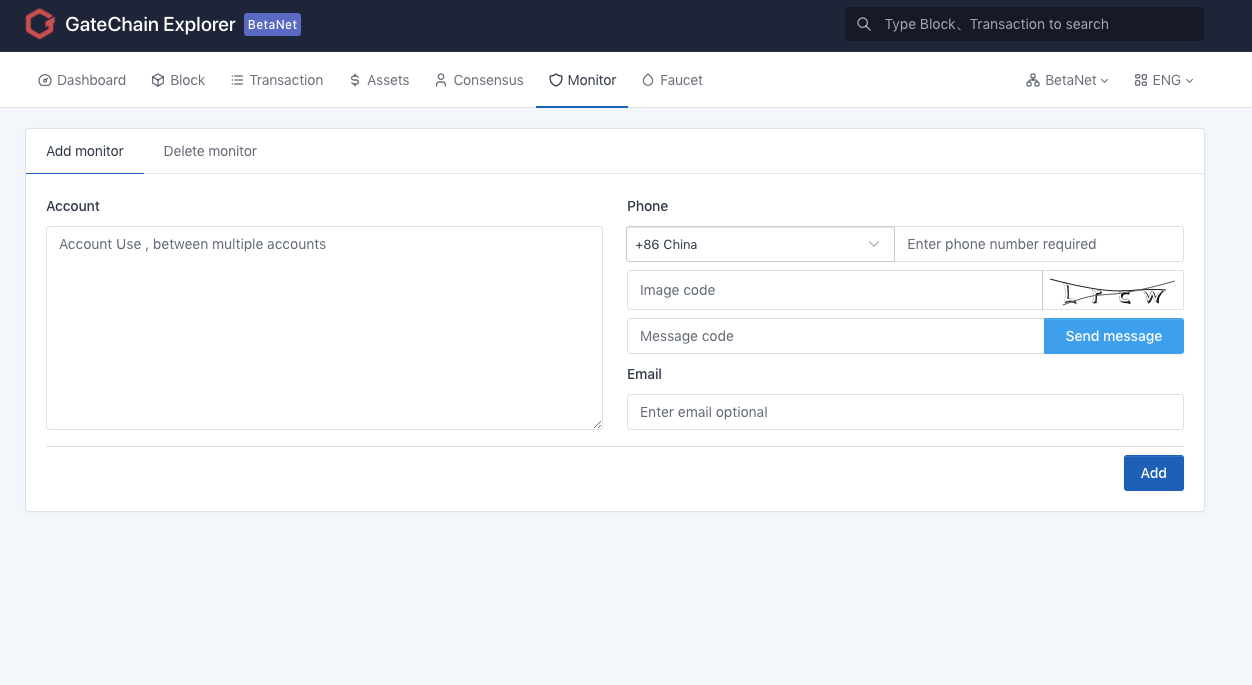 GateChain Explorer BetaNet
Type Block、Transaction to search
Dashboard Block Transaction Assets Consensus Monitor Faucet BetaNet ENG
Add monitor Delete monitor
Account
Account Use , between multiple accounts
Phone
+86 China Enter phone number required
Image code
Message code Send message
Email
Enter email optional
Add